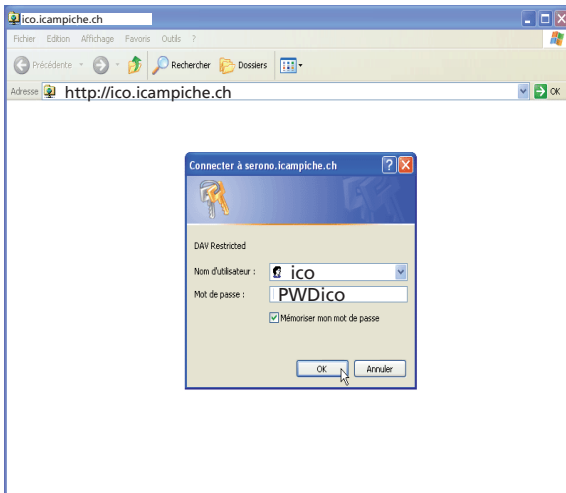 ico.icampiche.ch
Fichier Edition Affichage Favoris Outils ?
Précédente Rechercher Dossiers
Adresse http://ico.icampiche.ch OK
Connecter à serono.icampiche.ch
DAV Restricted
Nom d'utilisateur : ico
Mot de passe : PWDico
Mémoriser mon mot de passe
OK Annuler